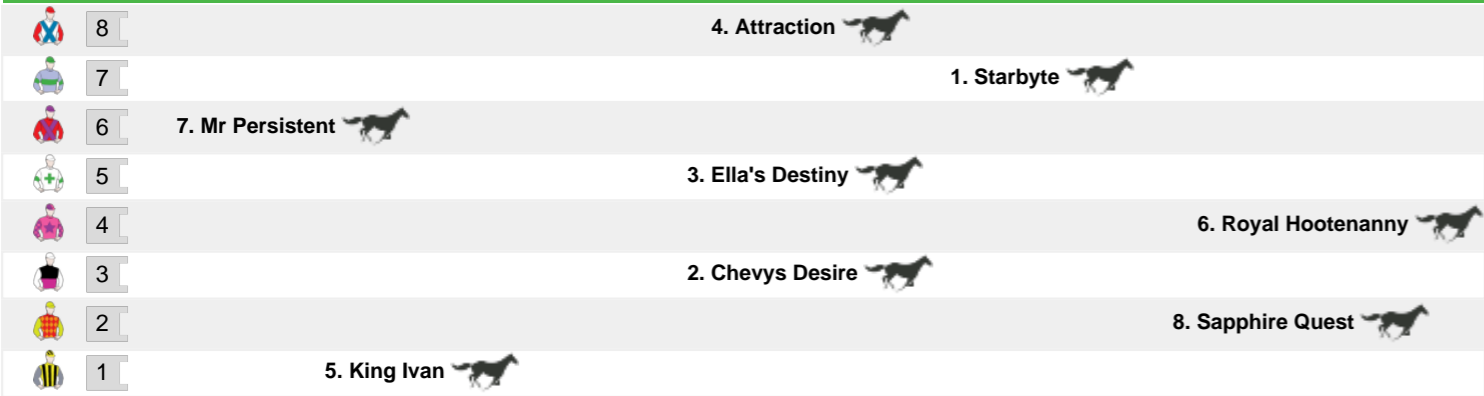 8 4. Attraction
7 1. Starbyte
6 7. Mr Persistent
5 3. Ella's Destiny
4 6. Royal Hootenanny
3 2. Chevys Desire
2 8. Sapphire Quest
1 5. King Ivan